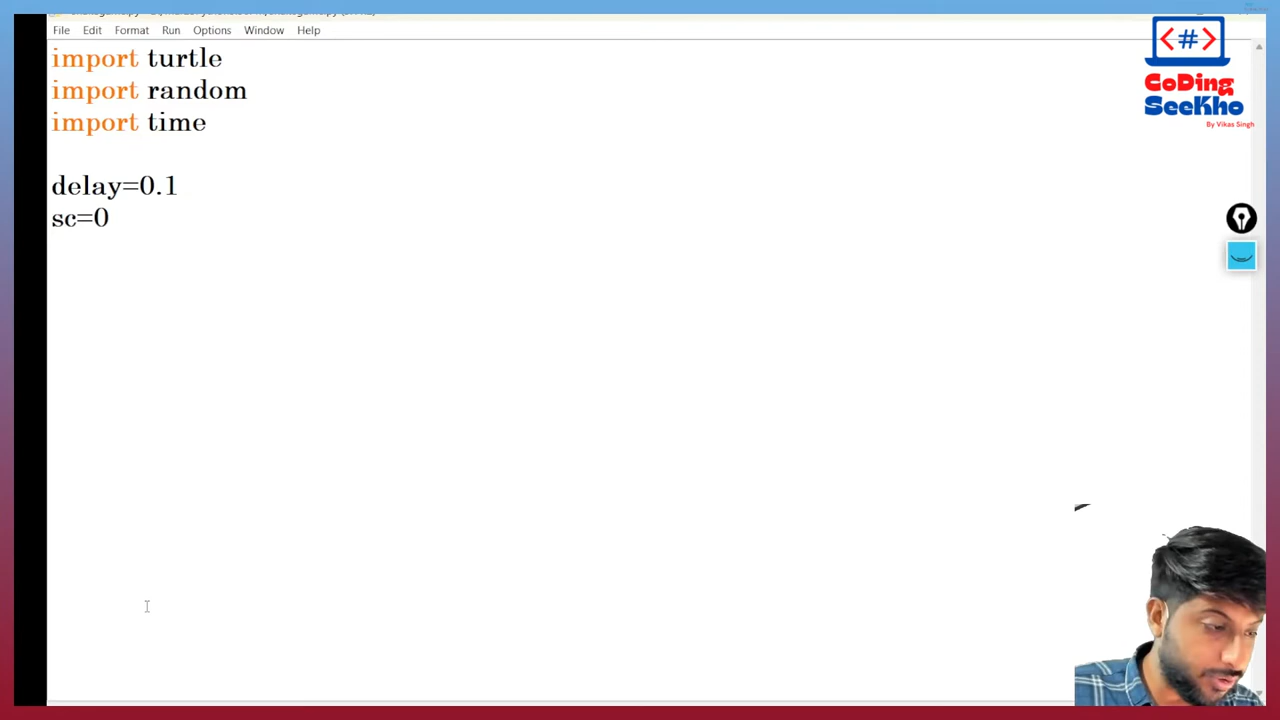 File Edit Format Run Options Window Help
import turtle
import random
import time
delay=0.1
sc=0
<#>
CoDing
SeeKho
By Vikas Singh